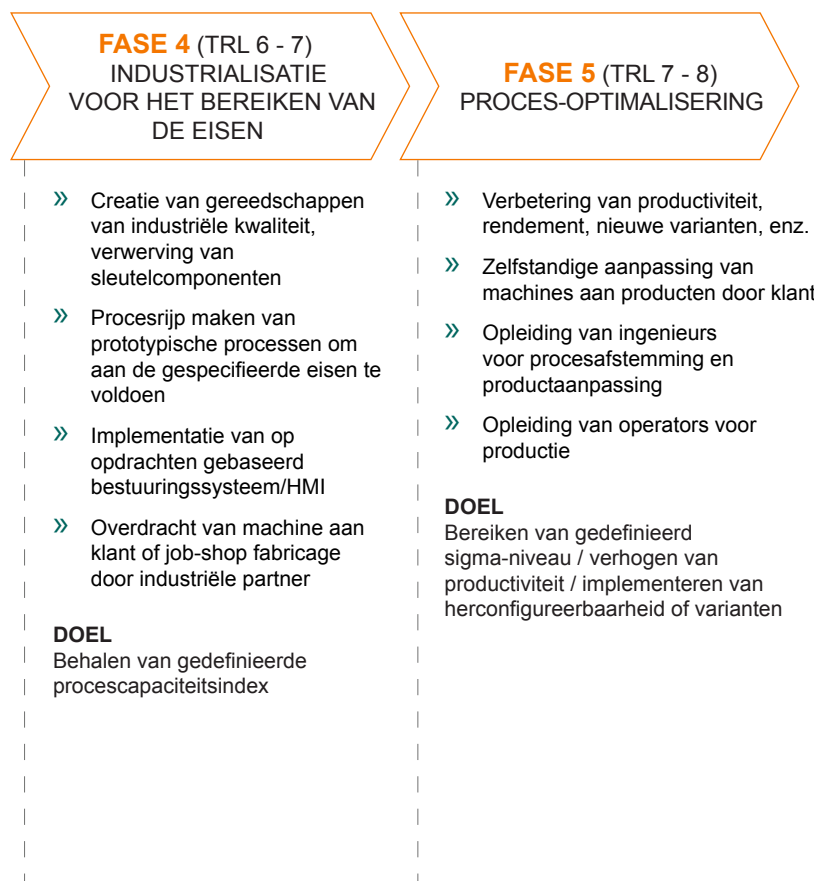 FASE 4 (TRL 6 - 7)
INDUSTRIALISATIE
VOOR HET BEREIKEN VAN
DE EISEN
» Creatie van gereedschappen
van industriële kwaliteit,
verwerving van
sleutelcomponenten
» Procesrijp maken van
prototypische processen om
aan de gespecifieerde eisen te
voldoen
» Implementatie van op
opdrachten gebaseerd
bestuuringssysteem/HMI
» Overdracht van machine aan
klant of job-shop fabricage
door industriële partner
DOEL
Behalen van gedefinieerde
procescapaciteitsindex
FASE 5 (TRL 7 - 8)
PROCES-OPTIMALISERING
» Verbetering van productiviteit,
rendement, nieuwe varianten, enz.
» Zelfstandige aanpassing van
machines aan producten door klant
» Opleiding van ingenieurs
voor procesafstemming en
productaanpassing
» Opleiding van operators voor
productie
DOEL
Bereiken van gedefinieerd
sigma-niveau / verhogen van
productiviteit / implementeren van
herconfigureerbaarheid of varianten